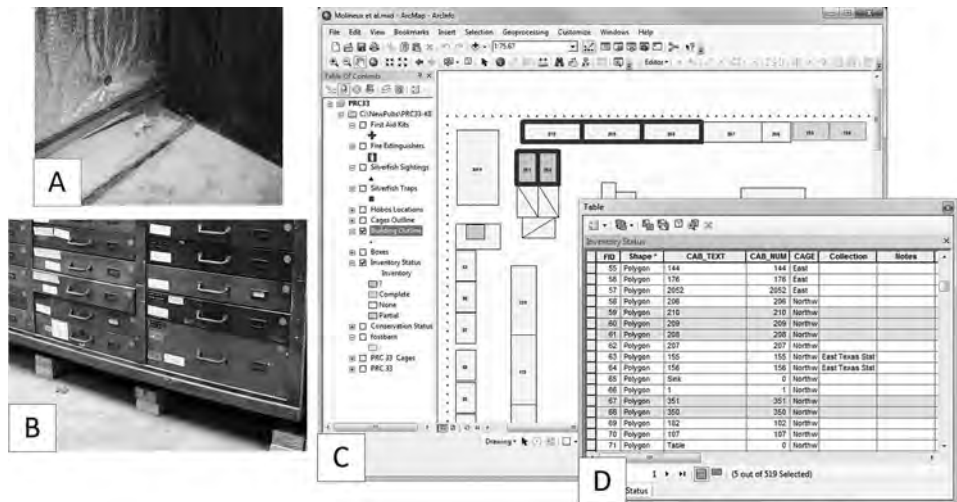 A
B
C
D
Molineux et al.mxd - ArcMap - ArcInfo
File Edit View Bookmarks Insert Selection Geoprocessing Customize Windows Help
1:75.67
Editor
Table Of Contents
PRC33
C:\NewPubs\PRC33-KE
First Aid Kits
Fire Extinguishers
Silverfish Sightings
Silverfish Traps
Hobos Locations
Cages Outline
Building Outline
Boxes
Inventory Status
Inventory
?
Complete
None
Partial
Conservation Status
footbarn
PRC 33 Cages
PRC 33
Drawing
Table
Inventory Status
FID Shape * CAB_TEXT CAB_NUM CAGE Collection Notes
55 Polygon 144 144 East
56 Polygon 176 176 East
57 Polygon 2052 2052 East
58 Polygon 206 206 Northw
59 Polygon 210 210 Northw
60 Polygon 209 209 Northw
61 Polygon 208 208 Northw
62 Polygon 207 207 Northw
63 Polygon 155 155 Northw East Texas Stat
64 Polygon 156 156 Northw East Texas Stat
65 Polygon Sink 0 Northw
66 Polygon 1 1 Northw
67 Polygon 351 351 Northw
68 Polygon 350 350 Northw
69 Polygon 102 Northw
70 Polygon 107 107 Northw
71 Polygon Table 0 Northw
1 (5 out of 519 Selected)
Status